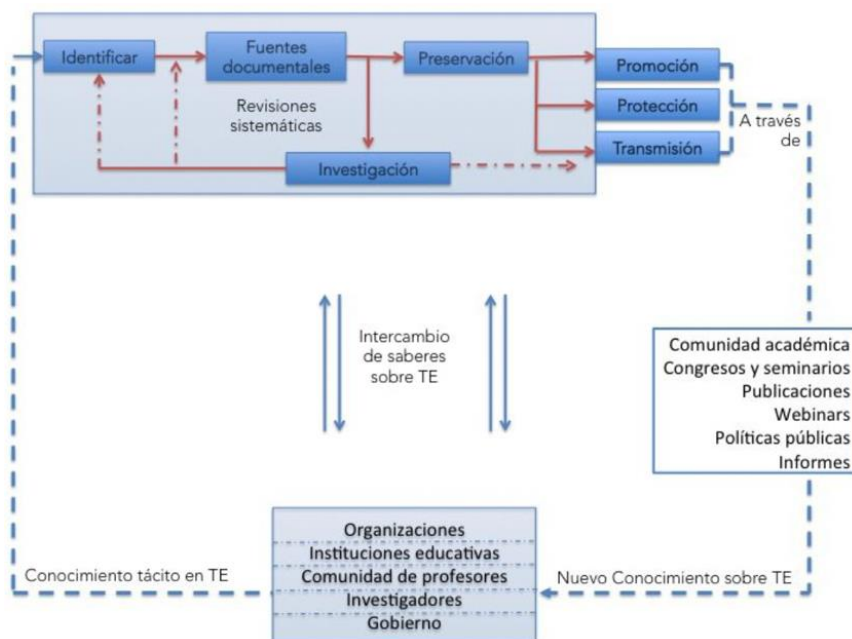 Identificar
Fuentes
documentales
Preservación
Promoción
Revisiones
sistemáticas
Protección
A través
de
Investigación
Transmisión
Intercambio
de saberes
sobre TE
Comunidad académica
Congresos y seminarios
Publicaciones
Webinars
Políticas públicas
Informes
Organizaciones
Instituciones educativas
Comunidad de profesores
Investigadores
Gobierno
Conocimiento tácito en TE
Nuevo Conocimiento sobre TE